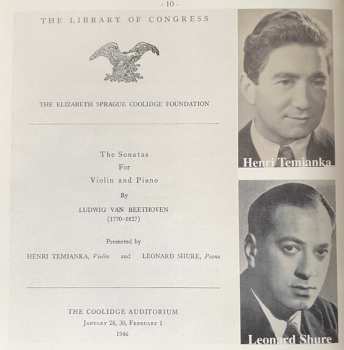 - 10 -
THE LIBRARY OF CONGRESS
THE ELIZABETH SPRAGUE COOLIDGE FOUNDATION
The Sonatas
For
Violin and Piano
By
LUDWIG VAN BEETHOVEN
(1770-1827)
Presented by
HENRI TEMIANKA, Violin and LEONARD SHURE, Piano
THE COOLIDGE AUDITORIUM
January 28, 30, February 1
1946
Henri Temianka
Leonard Shure